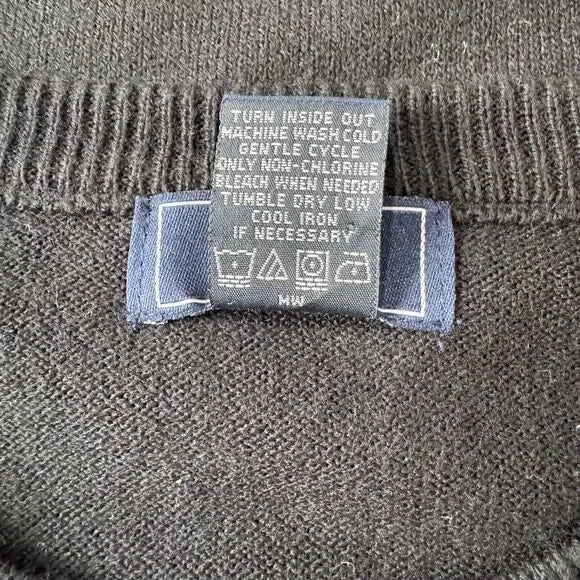 TURN INSIDE OUT
MACHINE WASH COLD
GENTLE CYCLE
ONLY NON-CHLORINE
BLEACH WHEN NEEDED
TUMBLE DRY LOW
COOL IRON
IF NECESSARY
MW